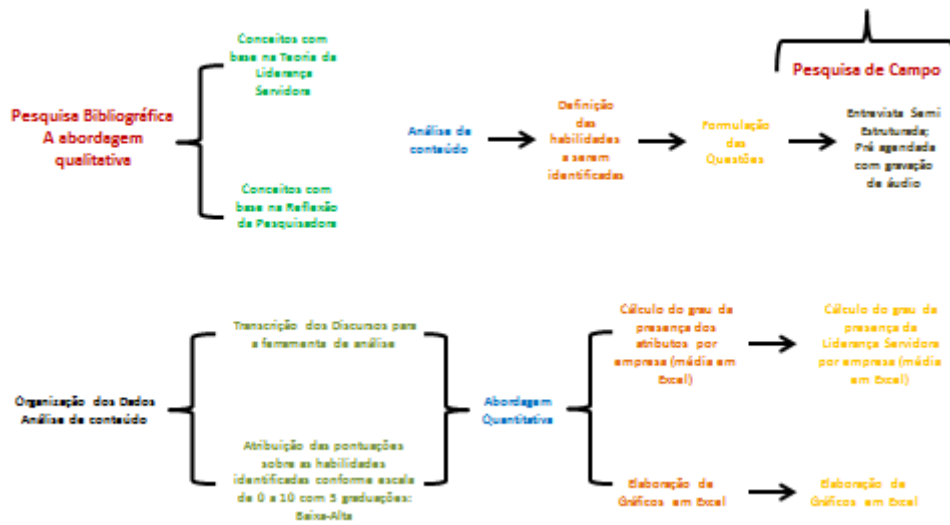 Conceitos com
base na Teoria da
Liderança
Servidora
Pesquisa de Campo
Pesquisa Bibliográfica
A abordagem
qualitativa
Análise de
conteúdo
Definição
das
habilidades
a serem
identificadas
Formulação
das
Questões
Entrevista Semi
Estruturada;
Pré agendada
com gravação
de áudio
Conceitos com
base na Reflexão
da Pesquisadora
Organização dos Dados
Análise de conteúdo
Transcrição dos Discursos para
a ferramenta de análise
Atribuição das pontuações
sobre as habilidades
identificadas conforme escala
de 0 a 10 com 5 graduações:
Baixa-Alta
Abordagem
Quantitativa
Cálculo do grau da
presença dos
atributos por
empresa (média em
Excel)
Cálculo do grau da
presença da
Liderança Servidora
por empresa (média
em Excel)
Elaboração de
Gráficos em Excel
Elaboração de
Gráficos em Excel